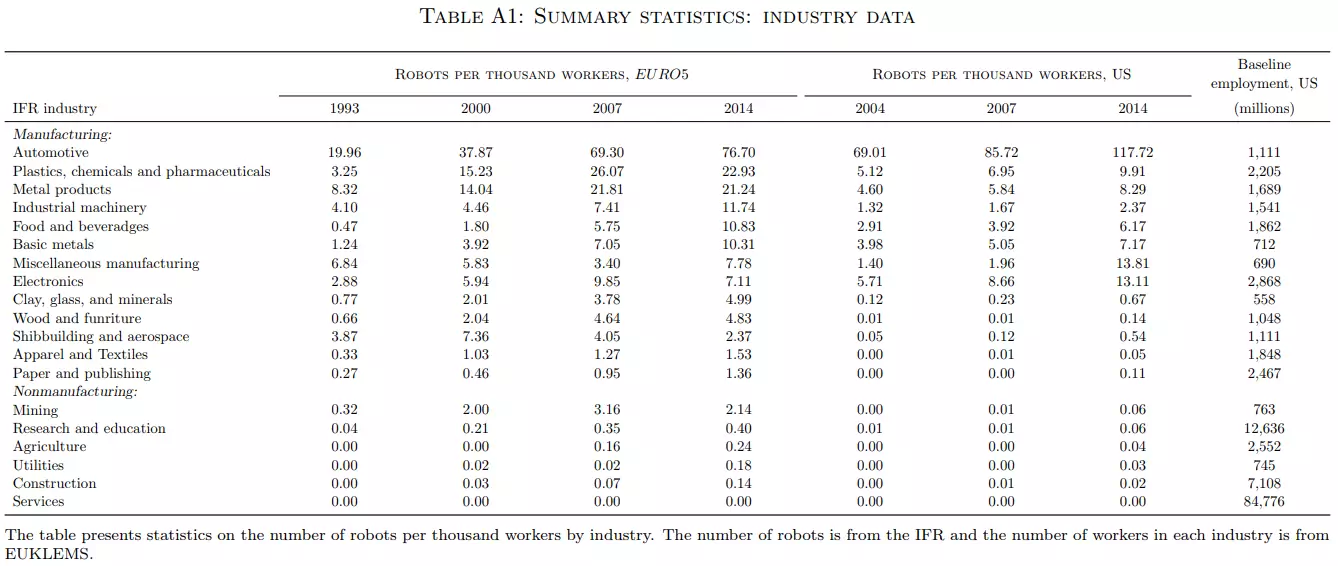 TABLE A1: SUMMARY STATISTICS: INDUSTRY DATA
ROBOTS PER THOUSAND WORKERS, EURO5 ROBOTS PER THOUSAND WORKERS, US Baseline employment, US
IFR industry 1993 2000 2007 2014 2004 2007 2014 (millions)
Manufacturing:
Automotive 19.96 37.87 69.30 76.70 69.01 85.72 117.72 1,111
Plastics, chemicals and pharmaceuticals 3.25 15.23 26.07 22.93 5.12 6.95 9.91 2,205
Metal products 8.32 14.04 21.81 21.24 4.60 5.84 8.29 1,689
Industrial machinery 4.10 4.46 7.41 11.74 1.32 1.67 2.37 1,541
Food and beveradges 0.47 1.80 5.75 10.83 2.91 3.92 6.17 1,862
Basic metals 1.24 3.92 7.05 10.31 3.98 5.05 7.17 712
Miscellaneous manufacturing 6.84 5.83 3.40 7.78 1.40 1.96 13.81 690
Electronics 2.88 5.94 9.85 7.11 5.71 8.66 13.11 2,868
Clay, glass, and minerals 0.77 2.01 3.78 4.99 0.12 0.23 0.67 558
Wood and funriture 0.66 2.04 4.64 4.83 0.01 0.01 0.14 1,048
Shibbuilding and aerospace 3.87 7.36 4.05 2.37 0.05 0.12 0.54 1,111
Apparel and Textiles 0.33 1.03 1.27 1.53 0.00 0.01 0.05 1,848
Paper and publishing 0.27 0.46 0.95 1.36 0.00 0.00 0.11 2,467
Nonmanufacturing:
Mining 0.32 2.00 3.16 2.14 0.00 0.01 0.06 763
Research and education 0.04 0.21 0.35 0.40 0.01 0.01 0.06 12,636
Agriculture 0.00 0.00 0.16 0.24 0.00 0.00 0.04 2,552
Utilities 0.00 0.02 0.02 0.18 0.00 0.00 0.03 745
Construction 0.00 0.03 0.07 0.14 0.00 0.01 0.02 7,108
Services 0.00 0.00 0.00 0.00 0.00 0.00 0.00 84,776
The table presents statistics on the number of robots per thousand workers by industry. The number of robots is from the IFR and the number of workers in each industry is from
EUKLEMS.